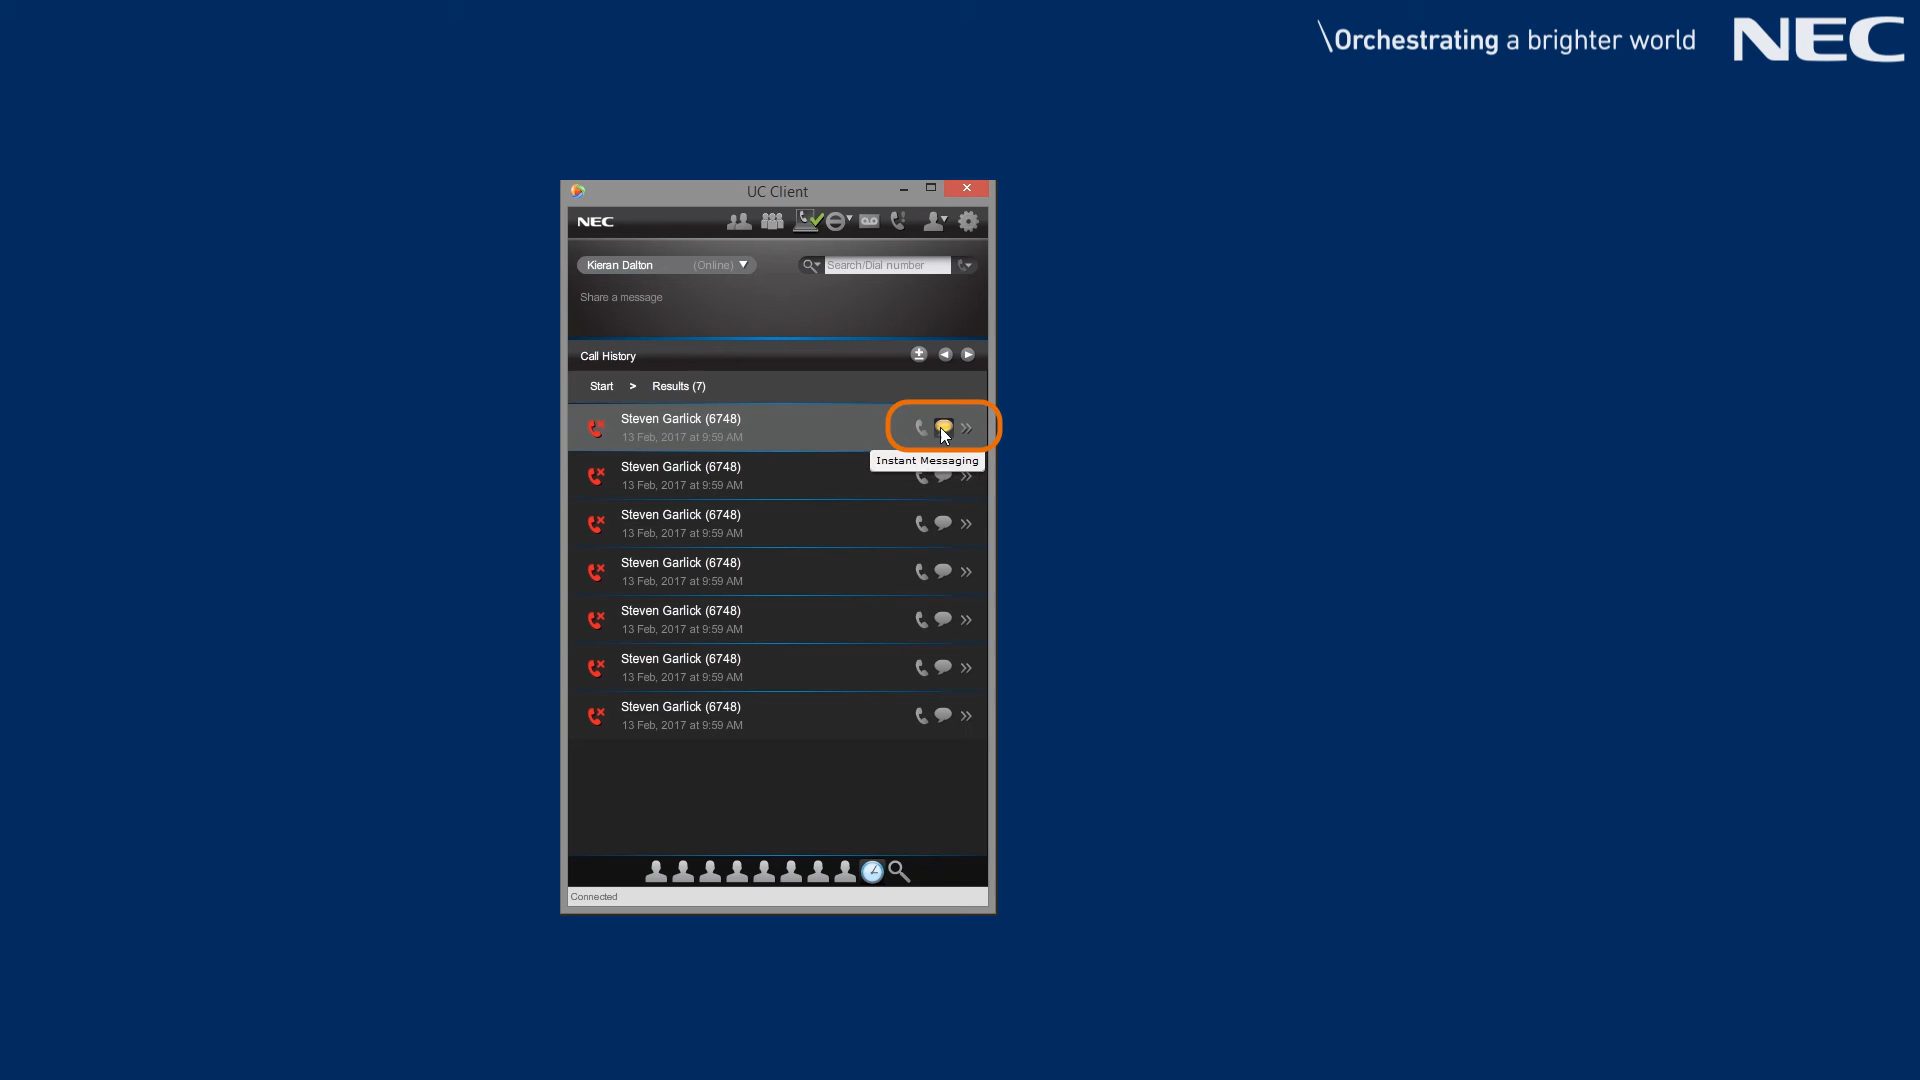 \Orchestrating a brighter world NEC
UC Client
NEC
Kieran Dalton (Online)
Search/Dial number
Share a message
Call History
Start > Results (7)
Steven Garlick (6748)
13 Feb, 2017 at 9:59 AM
Instant Messaging
Steven Garlick (6748)
13 Feb, 2017 at 9:59 AM
Steven Garlick (6748)
13 Feb, 2017 at 9:59 AM
Steven Garlick (6748)
13 Feb, 2017 at 9:59 AM
Steven Garlick (6748)
13 Feb, 2017 at 9:59 AM
Steven Garlick (6748)
13 Feb, 2017 at 9:59 AM
Steven Garlick (6748)
13 Feb, 2017 at 9:59 AM
Connected